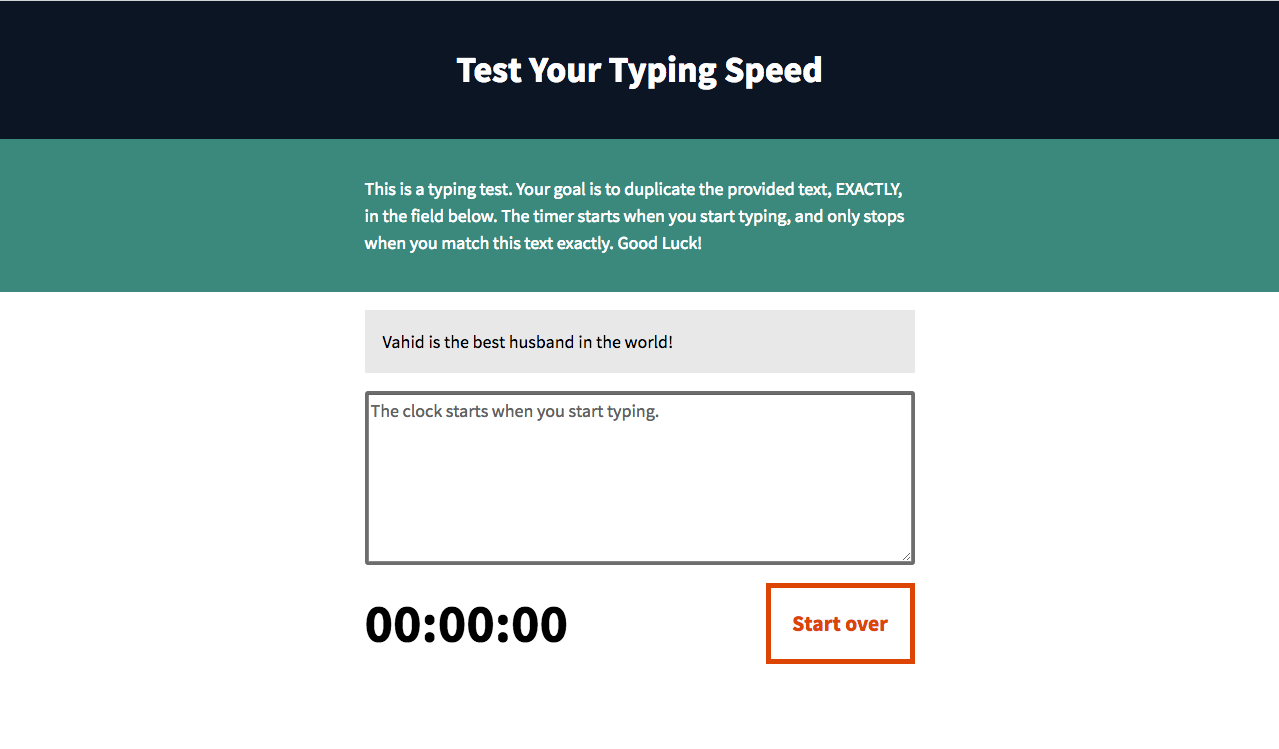 Test Your Typing Speed
This is a typing test. Your goal is to duplicate the provided text, EXACTLY,
in the field below. The timer starts when you start typing, and only stops
when you match this text exactly. Good Luck!
Vahid is the best husband in the world!
The clock starts when you start typing.
00:00:00
Start over